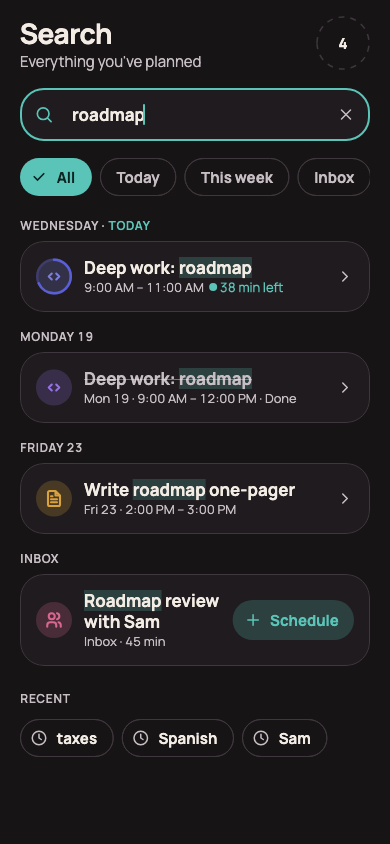 Search
Everything you've planned
4
roadmap
All
Today
This week
Inbox
WEDNESDAY · TODAY
Deep work: roadmap
9:00 AM – 11:00 AM 38 min left
MONDAY 19
Deep work: roadmap
Mon 19 · 9:00 AM – 12:00 PM · Done
FRIDAY 23
Write roadmap one-pager
Fri 23 · 2:00 PM – 3:00 PM
INBOX
Roadmap review
with Sam
Inbox · 45 min
Schedule
RECENT
taxes
Spanish
Sam